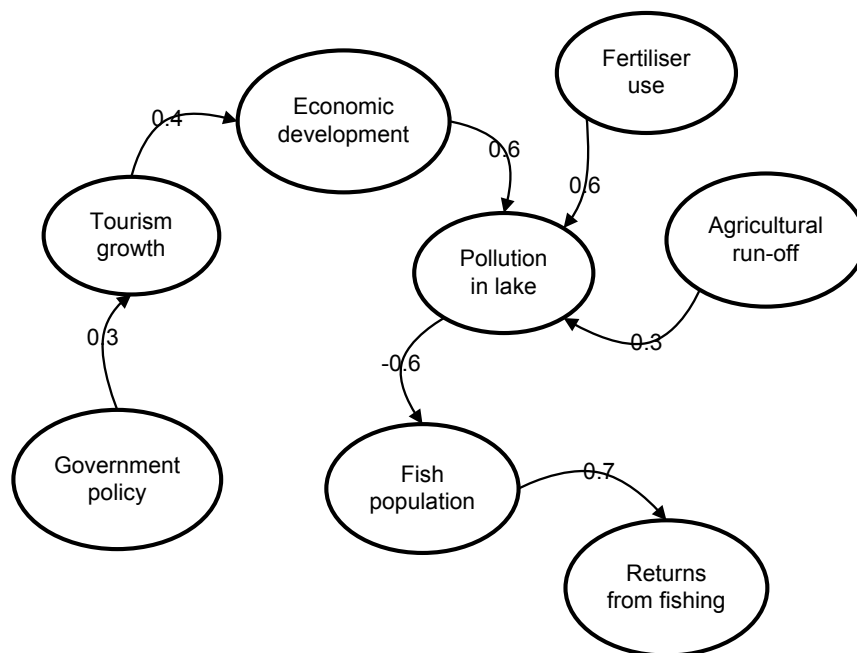 Fertiliser
use
Economic
development
0.4
0.6
0.6
Tourism
growth
Agricultural
run-off
Pollution
in lake
0.3
0.3
-0.6
Government
policy
Fish
population
0.7
Returns
from fishing